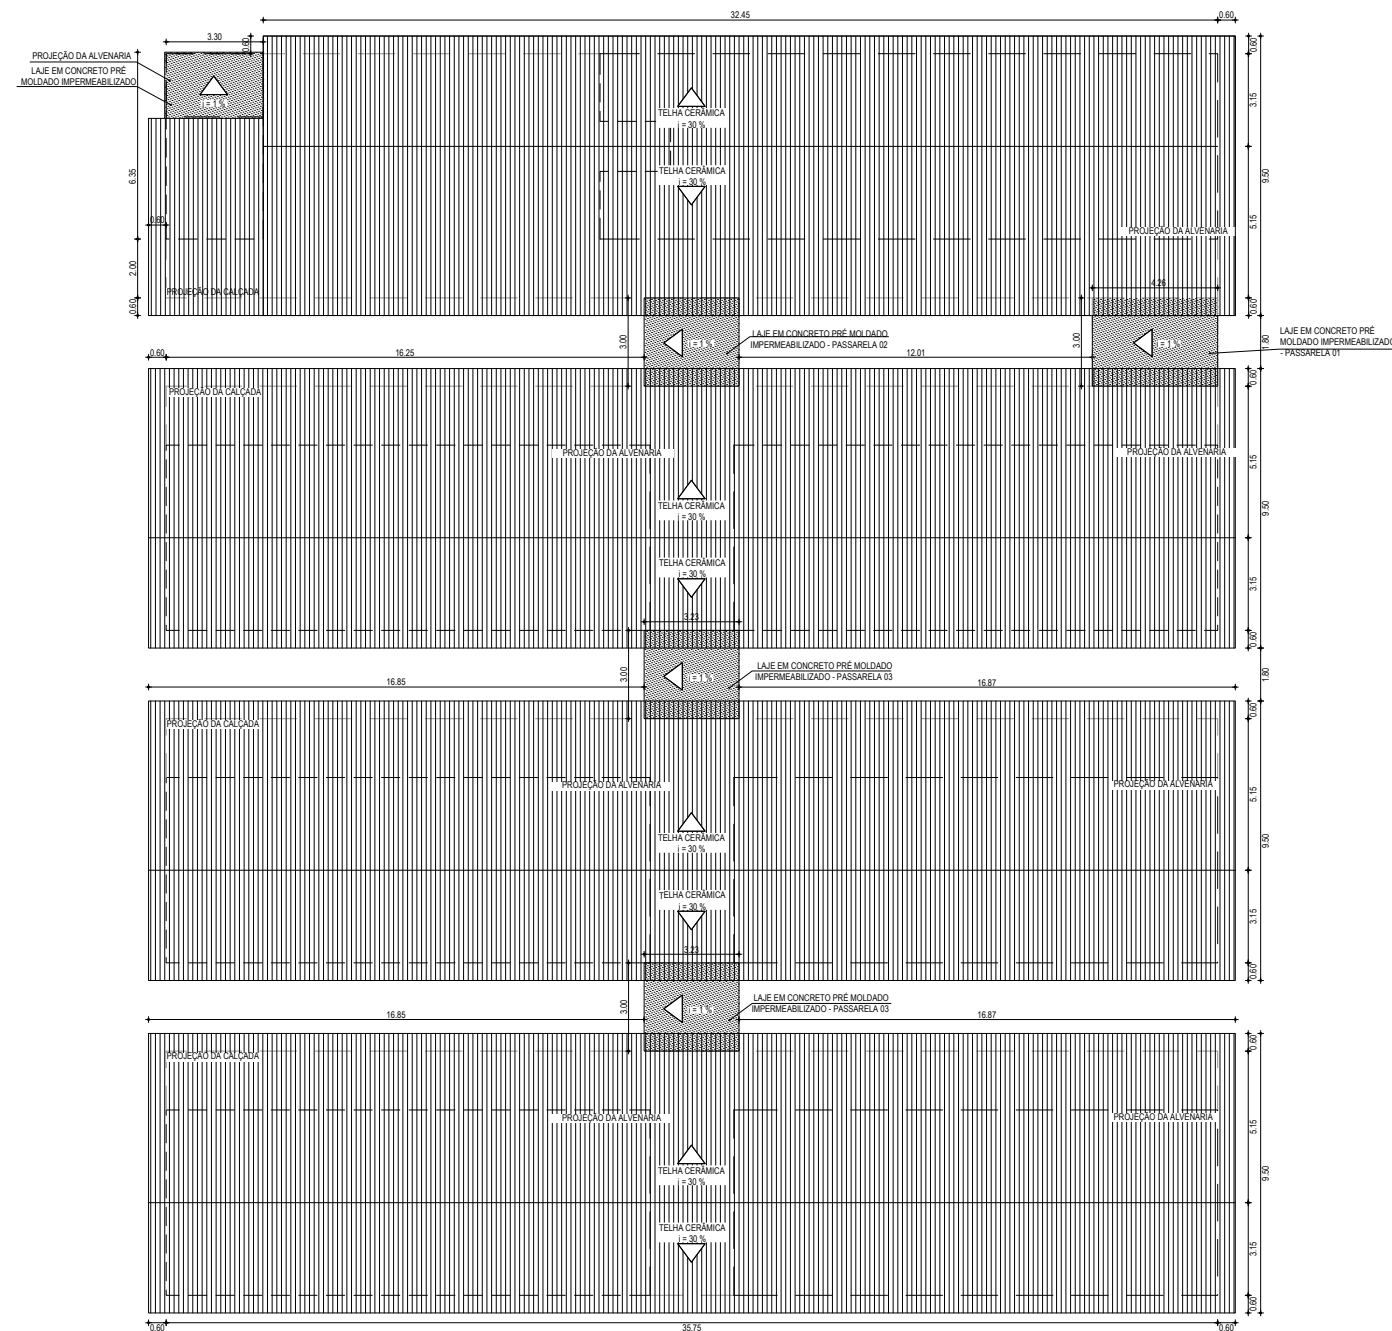 32.45
0.60
3.30
0.60
0.60
PROJEÇÃO DA ALVENARIA
LAJE EM CONCRETO PRÉ
MOLDADO IMPERMEABILIZADO
3.15
TELHA CERÂMICA
i = 30 %
6.35
TELHA CERÂMICA
i = 30 %
9.50
0.60
5.15
PROJEÇÃO DA ALVENARIA
2.00
PROJEÇÃO DA CALÇADA
4.26
0.60
0.60
LAJE EM CONCRETO PRÉ MOLDADO
IMPERMEABILIZADO - PASSARELA 02
LAJE EM CONCRETO PRÉ
MOLDADO IMPERMEABILIZADO
- PASSARELA 01
3.00
3.00
1.80
0.60
16.25
12.01
0.60
PROJEÇÃO DA CALÇADA
PROJEÇÃO DA ALVENARIA
PROJEÇÃO DA ALVENARIA
5.15
TELHA CERÂMICA
i = 30 %
9.50
TELHA CERÂMICA
i = 30 %
3.15
3.23
0.60
LAJE EM CONCRETO PRÉ MOLDADO
IMPERMEABILIZADO - PASSARELA 03
3.00
1.80
16.85
16.87
0.60
PROJEÇÃO DA CALÇADA
PROJEÇÃO DA ALVENARIA
PROJEÇÃO DA ALVENARIA
5.15
TELHA CERÂMICA
i = 30 %
9.50
TELHA CERÂMICA
i = 30 %
3.15
3.23
0.60
LAJE EM CONCRETO PRÉ MOLDADO
IMPERMEABILIZADO - PASSARELA 03
3.00
16.85
16.87
0.60
PROJEÇÃO DA CALÇADA
PROJEÇÃO DA ALVENARIA
PROJEÇÃO DA ALVENARIA
5.15
TELHA CERÂMICA
i = 30 %
9.50
TELHA CERÂMICA
i = 30 %
3.15
0.60
0.60
35.75
0.60